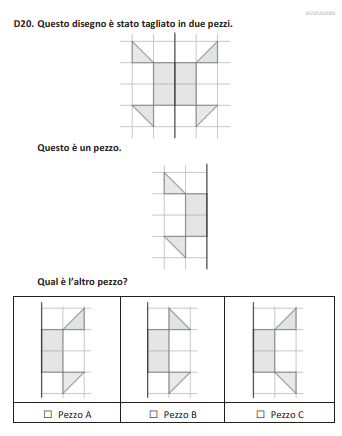 D20. Questo disegno è stato tagliato in due pezzi.
Questo è un pezzo.
Qual è l'altro pezzo?
☐ Pezzo A
☐ Pezzo B
☐ Pezzo C